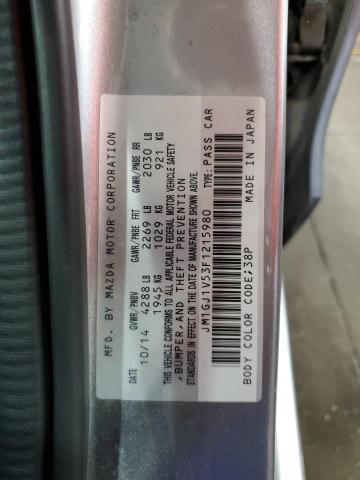 MFD. BY MAZDA MOTOR CORPORATION
DATE GVWR/PNBV GAWR/PNBE FRT GAWR/PNBE RR
10/14 4288 LB 2269 LB 2030 LB
1945 KG 1029 KG 921 KG
THIS VEHICLE CONFORMS TO ALL APPLICABLE FEDERAL MOTOR VEHICLE SAFETY
,BUMPER,AND THEFT PREVENTION
STANDARDS IN EFFECT ON THE DATE OF MANUFACTURE SHOWN ABOVE.
JM1GJ1V53F1215980 TYPE: PASS CAR
BODY COLOR CODE;38P MADE IN JAPAN